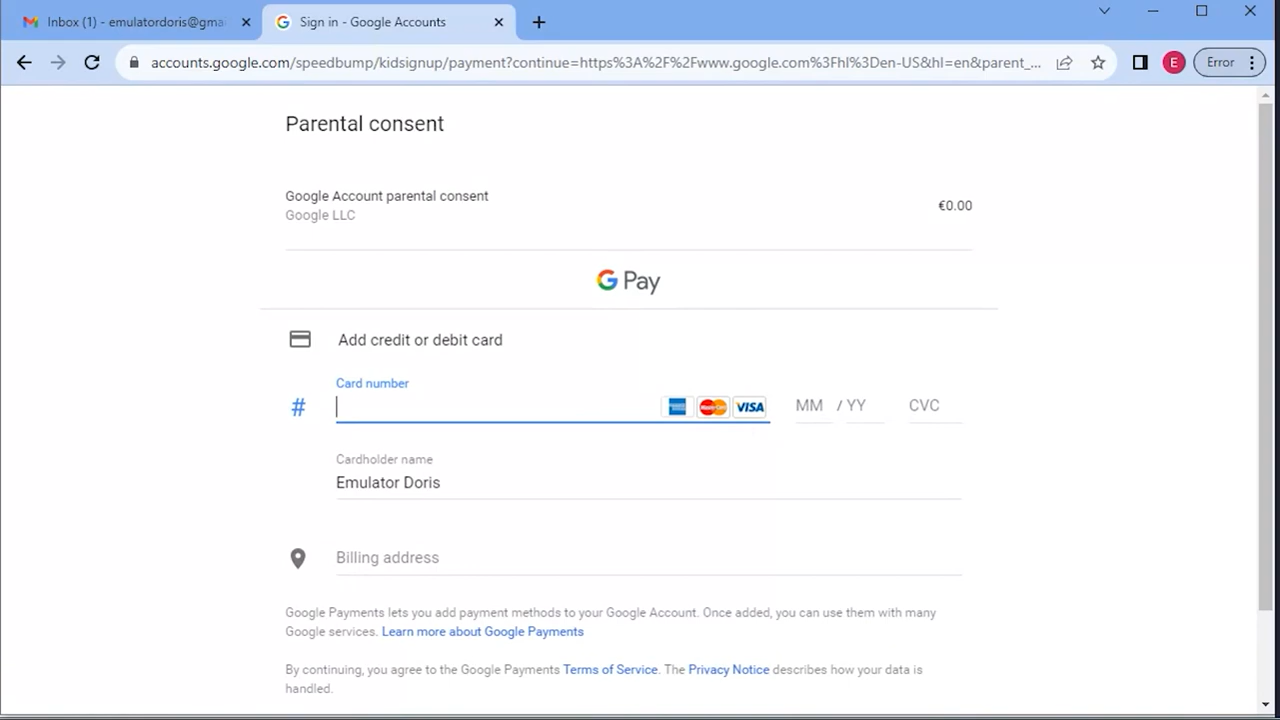 Inbox (1) - emulatordoris@gmai
Sign in - Google Accounts
accounts.google.com/speedbump/kidsignup/payment?continue=https%3A%2F%2Fwww.google.com%3Fhl%3Den-US&hl=en&parent_...
E
Error
Parental consent
Google Account parental consent
Google LLC
€0.00
G Pay
Add credit or debit card
Card number
#
VISA
MM / YY
CVC
Cardholder name
Emulator Doris
Billing address
Google Payments lets you add payment methods to your Google Account. Once added, you can use them with many
Google services. Learn more about Google Payments
By continuing, you agree to the Google Payments Terms of Service. The Privacy Notice describes how your data is
handled.